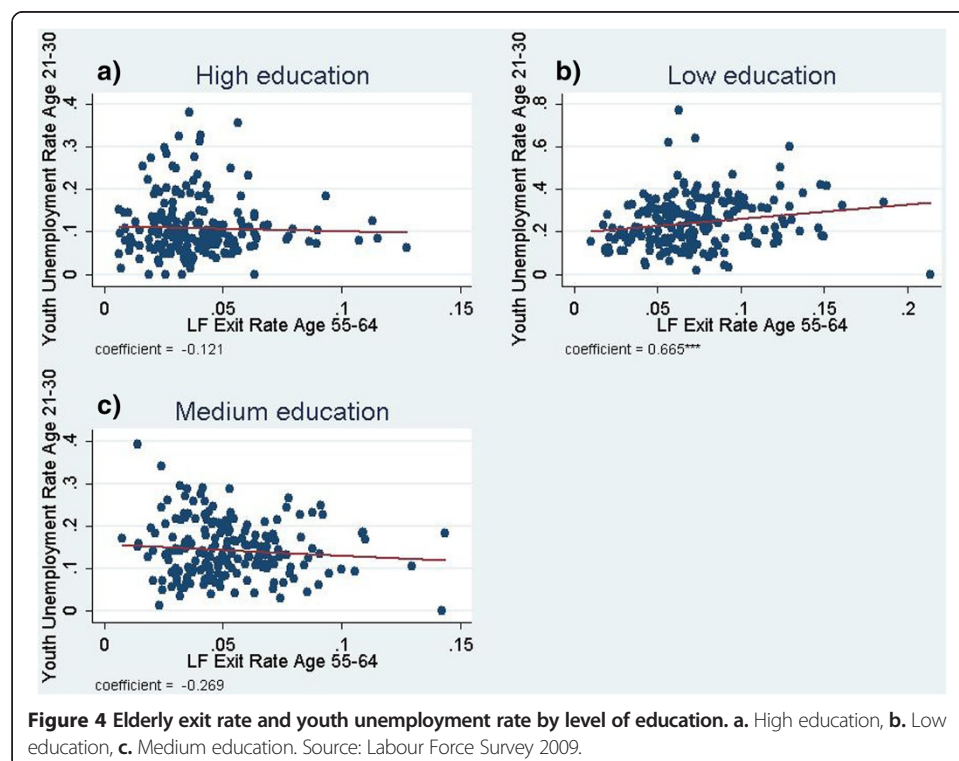 a)
High education
Youth Unemployment Rate Age 21-30
.4
.3
.2
.1
0
0 .05 .1 .15
LF Exit Rate Age 55-64
coefficient = -0.121
b)
Low education
Youth Unemployment Rate Age 21-30
.8
.6
.4
.2
0
0 .05 .1 .15 .2
LF Exit Rate Age 55-64
coefficient = 0.665***
c)
Medium education
Youth Unemployment Rate Age 21-30
.4
.3
.2
.1
0
0 .05 .1 .15
LF Exit Rate Age 55-64
coefficient = -0.269
Figure 4 Elderly exit rate and youth unemployment rate by level of education. a. High education, b. Low
education, c. Medium education. Source: Labour Force Survey 2009.